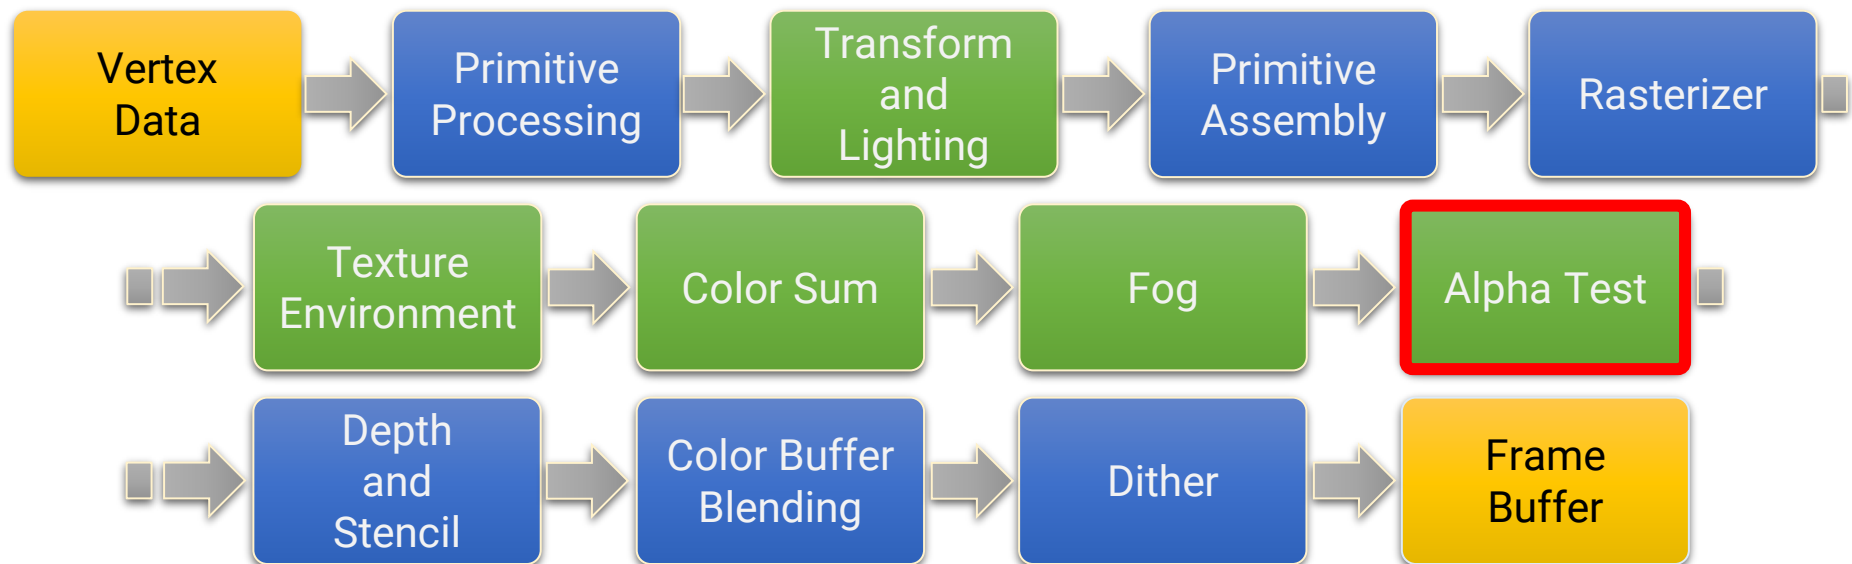 Vertex
Data
Primitive
Processing
Transform
and
Lighting
Primitive
Assembly
Rasterizer
Texture
Environment
Color Sum
Fog
Alpha Test
Depth
and
Stencil
Color Buffer
Blending
Dither
Frame
Buffer